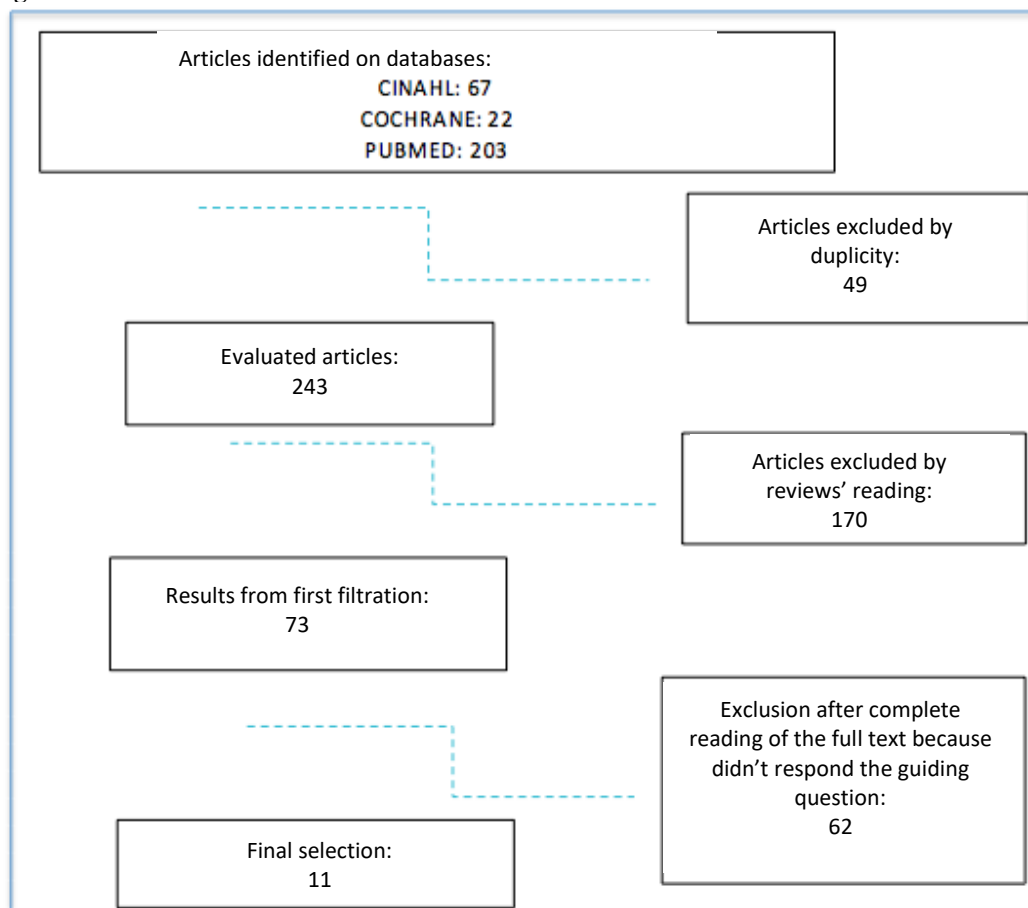 Articles identified on databases:
CINAHL: 67
COCHRANE: 22
PUBMED: 203
Articles excluded by
duplicity:
49
Evaluated articles:
243
Articles excluded by
reviews’ reading:
170
Results from first filtration:
73
Exclusion after complete
reading of the full text because
didn’t respond the guiding
question:
62
Final selection:
11